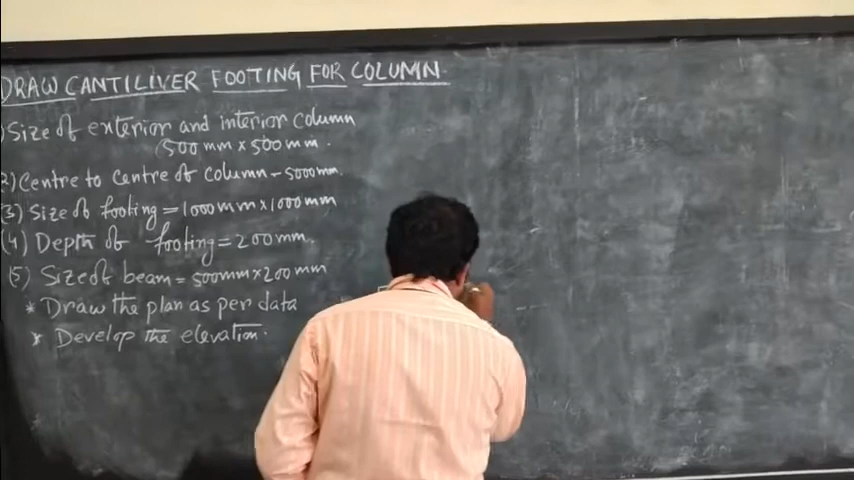 DRAW CANTILIVER FOOTING FOR COLUMN
1) Size of exterior and interior column
(500 mm x 500 mm.
2) Centre to centre of column - 5000mm.
(3) Size of footing = 1000mm x 1000 mm.
(4) Depth of footing = 200 mm.
(5) Size of beam = 500mm x 200 mm
* Draw the plan as per data
* Develop the elevation.